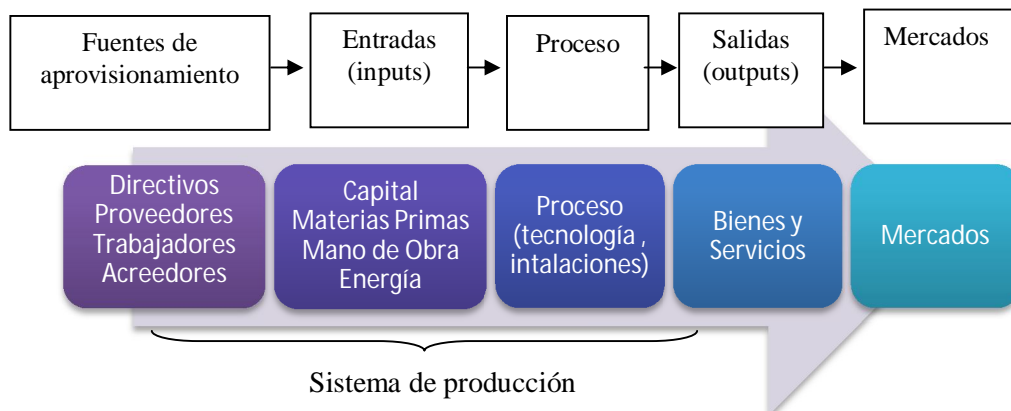 Fuentes de
aprovisionamiento
Entradas
(inputs)
Proceso
Salidas
(outputs)
Mercados
Directivos
Proveedores
Trabajadores
Acreedores
Capital
Materias Primas
Mano de Obra
Energía
Proceso
(tecnología ,
intalaciones)
Bienes y
Servicios
Mercados
Sistema de producción